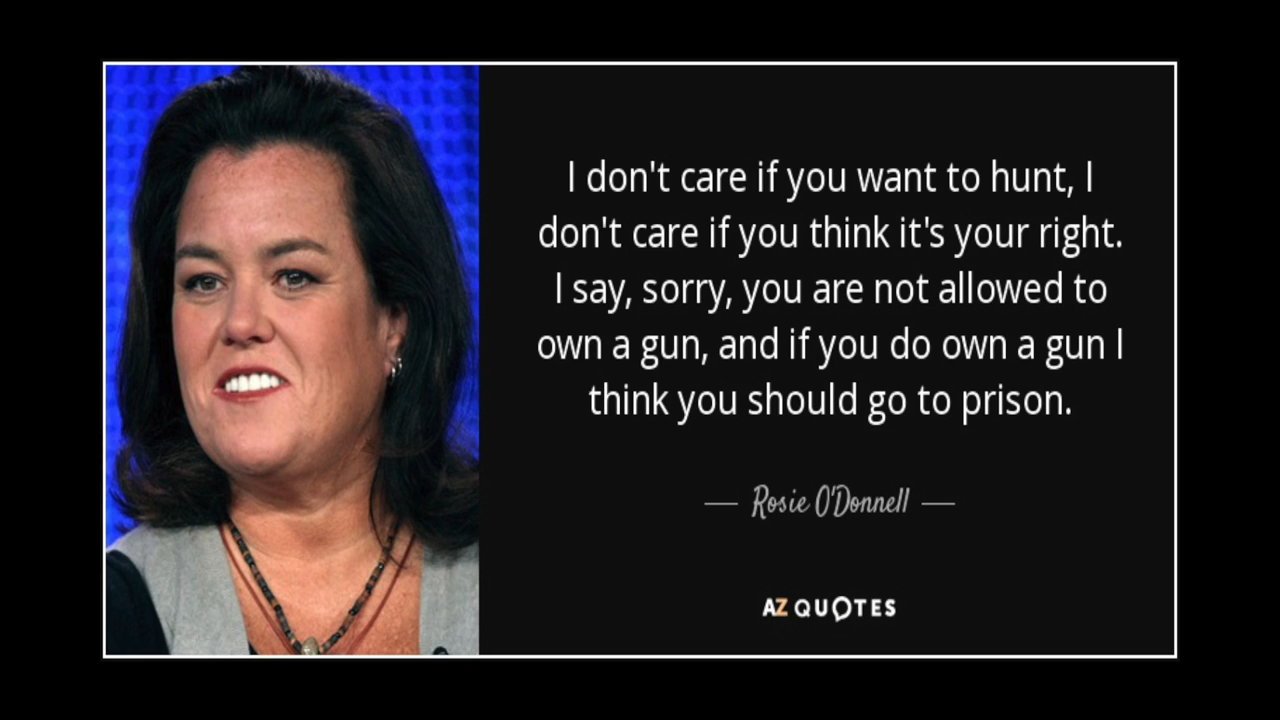 I don't care if you want to hunt, I
don't care if you think it's your right.
I say, sorry, you are not allowed to
own a gun, and if you do own a gun I
think you should go to prison.
— Rosie O'Donnell —
AZ QUOTES